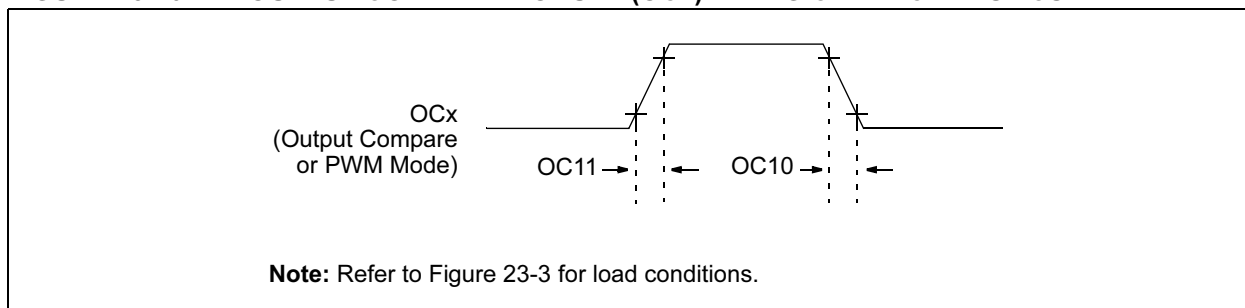 OCx
(Output Compare
or PWM Mode)
OC11
OC10
Note: Refer to Figure 23-3 for load conditions.